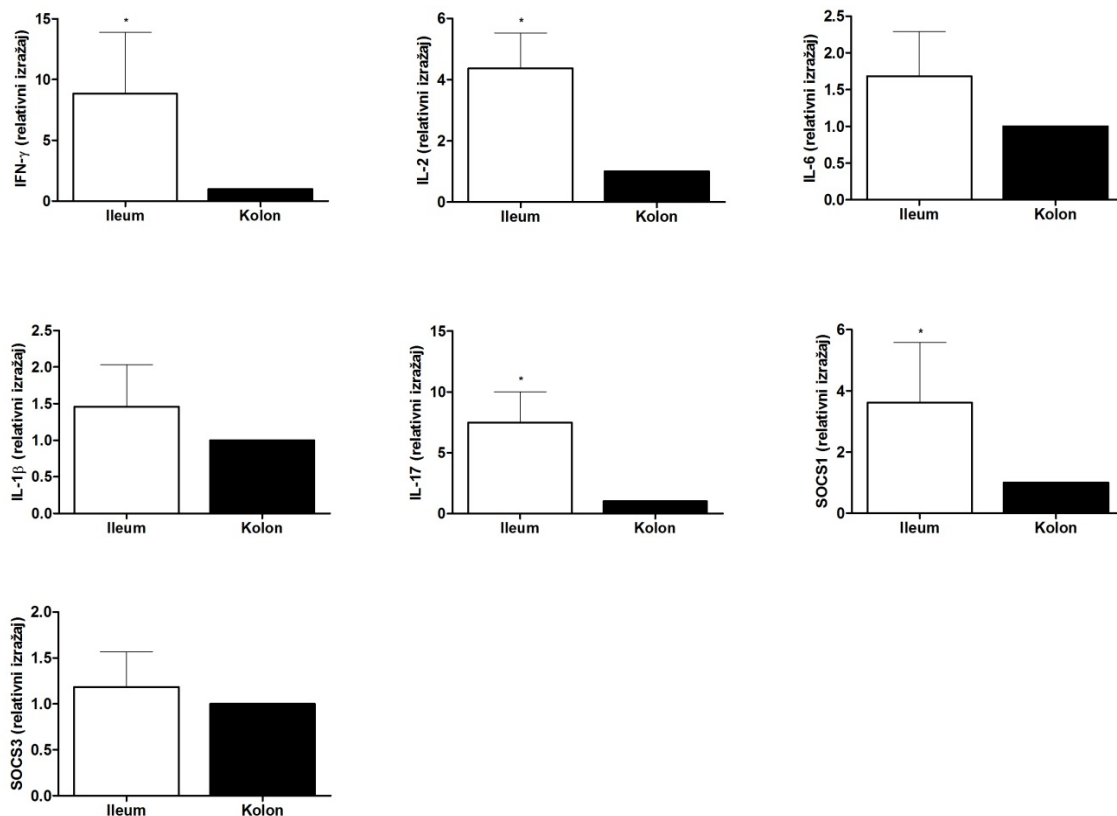 IFN-γ (relativni izražaj)
15
10
5
0
*
Ileum
Kolon
IL-2 (relativni izražaj)
6
4
2
0
*
Ileum
Kolon
IL-6 (relativni izražaj)
2.5
2.0
1.5
1.0
0.5
0.0
Ileum
Kolon
IL-1β (relativni izražaj)
2.5
2.0
1.5
1.0
0.5
0.0
Ileum
Kolon
IL-17 (relativni izražaj)
15
10
5
0
*
Ileum
Kolon
SOCS1 (relativni izražaj)
6
4
2
0
*
Ileum
Kolon
SOCS3 (relativni izražaj)
2.0
1.5
1.0
0.5
0.0
Ileum
Kolon